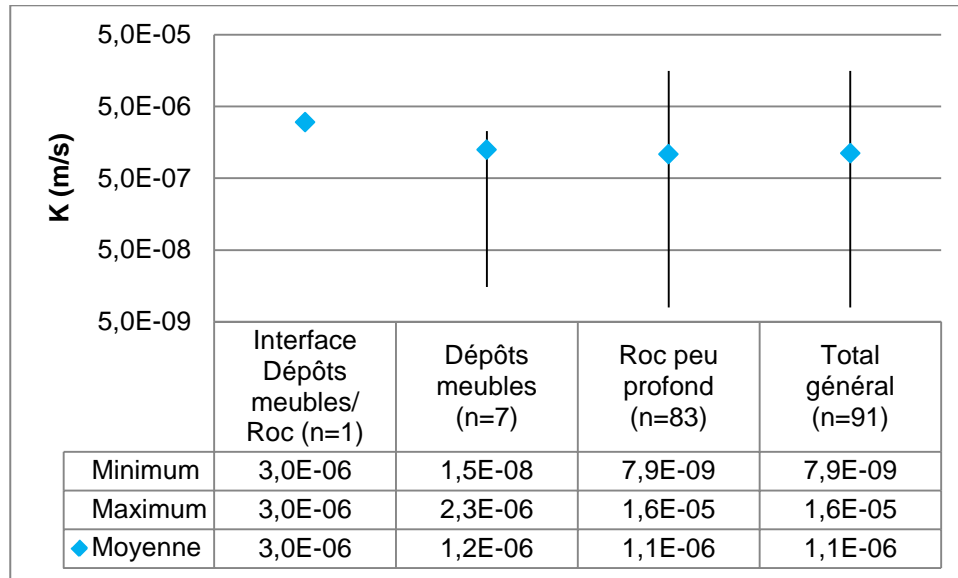 5,0E-05
5,0E-06
5,0E-07
5,0E-08
5,0E-09
K (m/s)
Interface
Dépôts
meubles/
Roc (n=1)
Dépôts
meubles
(n=7)
Roc peu
profond
(n=83)
Total
général
(n=91)
Minimum 3,0E-06 1,5E-08 7,9E-09 7,9E-09
Maximum 3,0E-06 2,3E-06 1,6E-05 1,6E-05
Moyenne 3,0E-06 1,2E-06 1,1E-06 1,1E-06